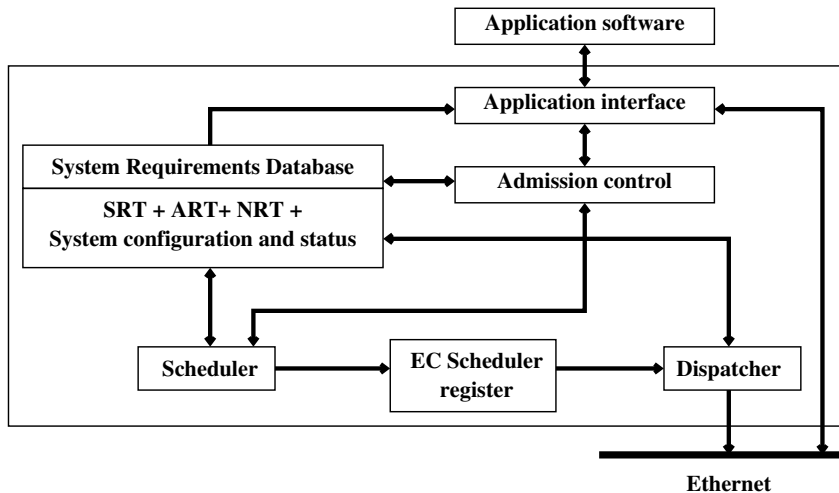 Application software
Application interface
System Requirements Database
Admission control
SRT + ART+ NRT +
System configuration and status
Scheduler
EC Scheduler
register
Dispatcher
Ethernet